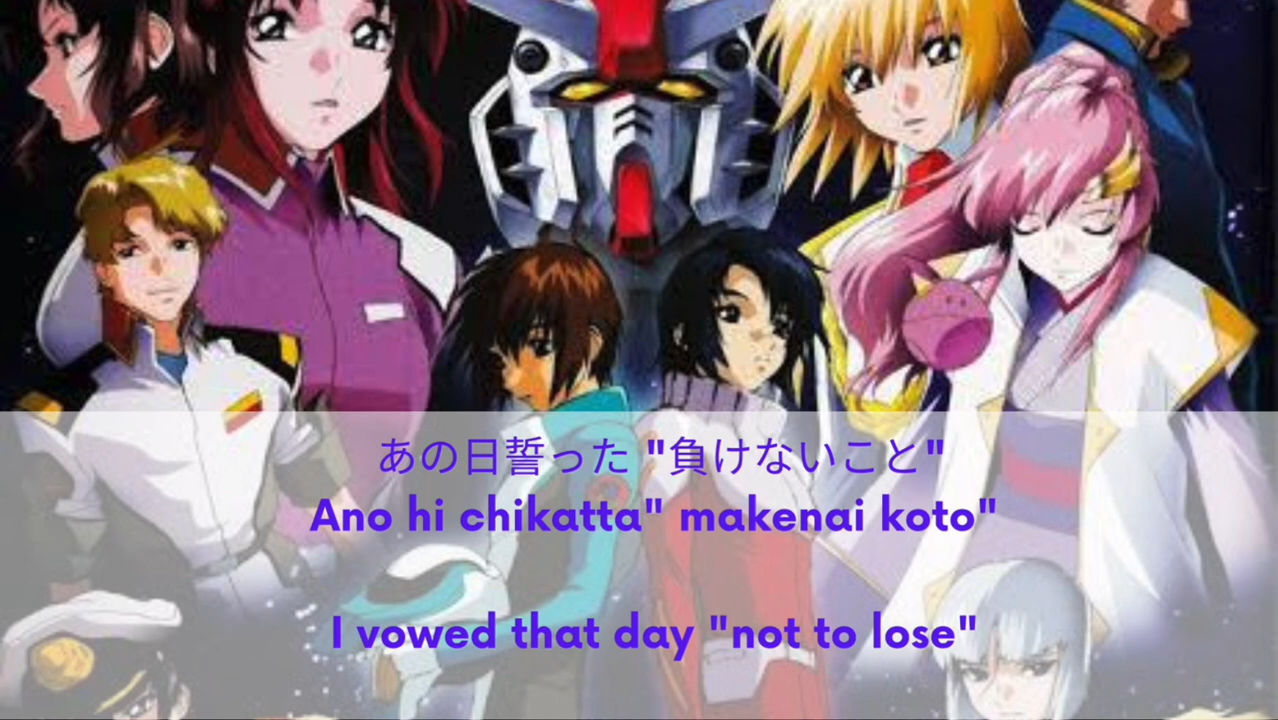 あの日誓った "負けないこと"
Ano hi chikatta" makenai koto"
I vowed that day "not to lose"